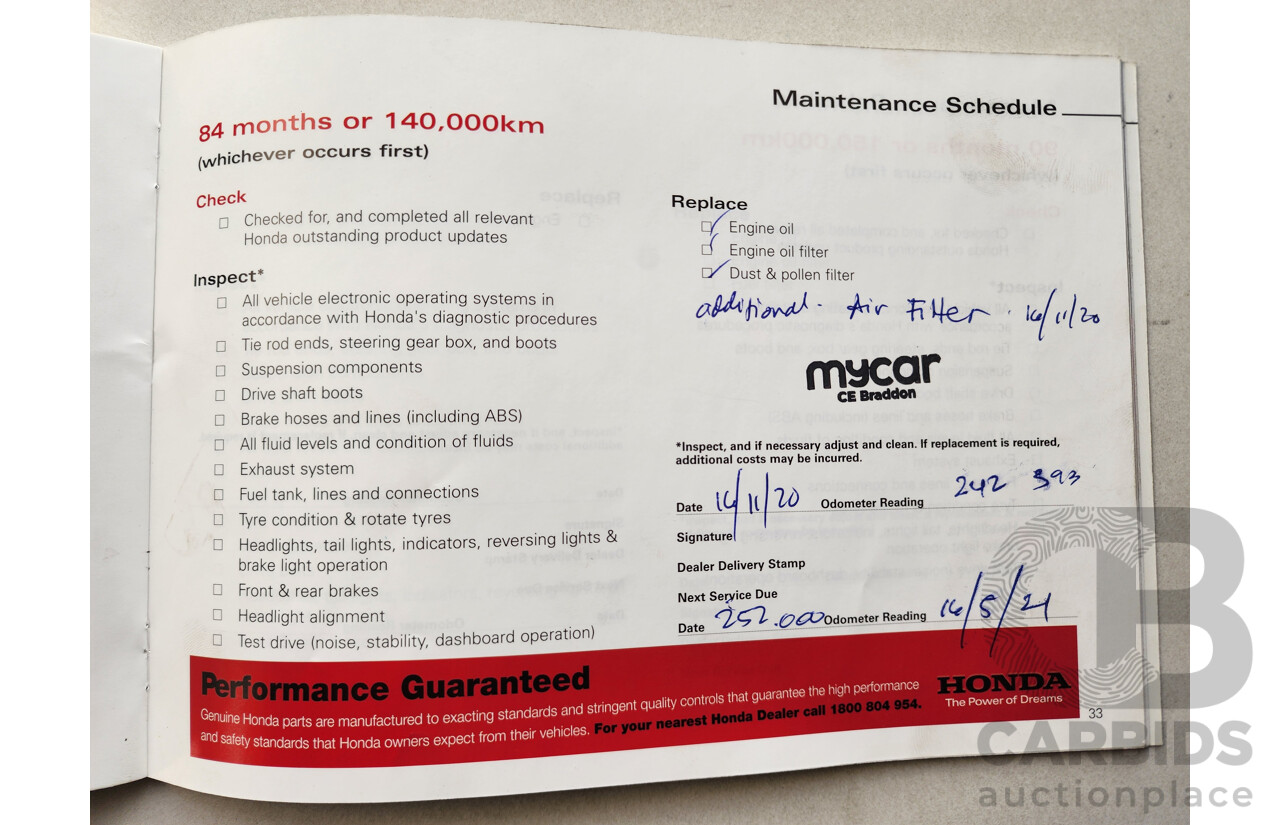 Maintenance Schedule
84 months or 140,000km
(whichever occurs first)
Check
Checked for, and completed all relevant
Honda outstanding product updates
Inspect*
All vehicle electronic operating systems in
accordance with Honda's diagnostic procedures
Tie rod ends, steering gear box, and boots
Suspension components
Drive shaft boots
Brake hoses and lines (including ABS)
All fluid levels and condition of fluids
Exhaust system
Fuel tank, lines and connections
Tyre condition & rotate tyres
Headlights, tail lights, indicators, reversing lights &
brake light operation
Front & rear brakes
Headlight alignment
Test drive (noise, stability, dashboard operation)
Replace
Engine oil
Engine oil filter
Dust & pollen filter
additional - Air Filter - 16/11/20
mycar
CE Braddon
*Inspect, and if necessary adjust and clean. If replacement is required,
additional costs may be incurred.
Date 16/11/20 Odometer Reading 242 393
Signature
Dealer Delivery Stamp
Next Service Due
Date 252.000 Odometer Reading 16/5/21
Performance Guaranteed
Genuine Honda parts are manufactured to exacting standards and stringent quality controls that guarantee the high performance
and safety standards that Honda owners expect from their vehicles. For your nearest Honda Dealer call 1800 804 954.
HONDA
The Power of Dreams
33
CARBIDS
auctionplace